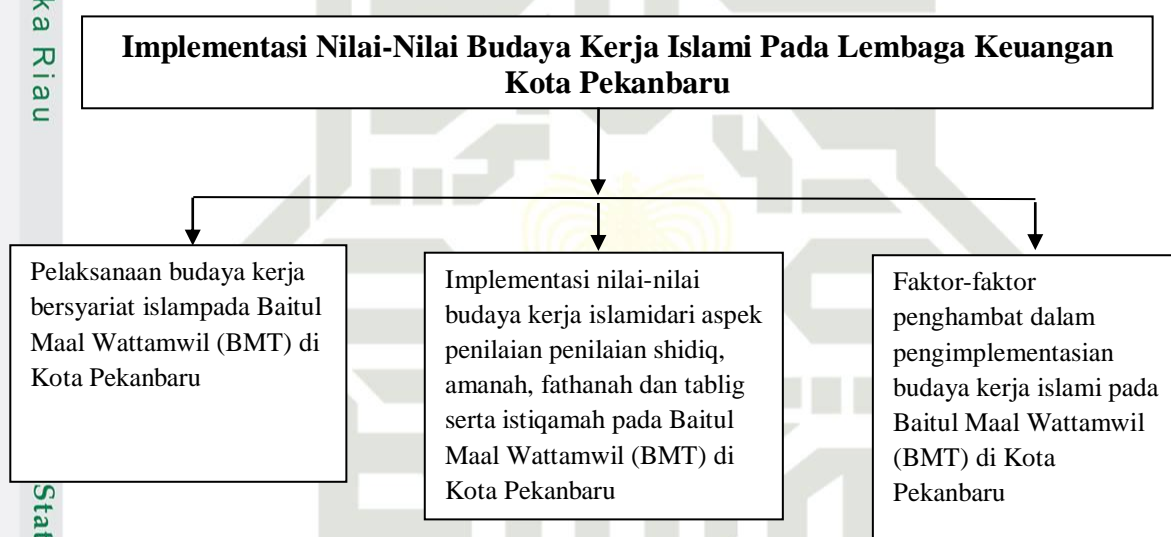 ka Riau
Implementasi Nilai-Nilai Budaya Kerja Islami Pada Lembaga Keuangan
Kota Pekanbaru
Pelaksanaan budaya kerja
bersyariat islampada Baitul
Maal Wattamwil (BMT) di
Kota Pekanbaru
Implementasi nilai-nilai
budaya kerja islamidari aspek
penilaian penilaian shidiq,
amanah, fathanah dan tablig
serta istiqamah pada Baitul
Maal Wattamwil (BMT) di
Kota Pekanbaru
Faktor-faktor
penghambat dalam
pengimplementasian
budaya kerja islami pada
Baitul Maal Wattamwil
(BMT) di Kota
Pekanbaru
Stat